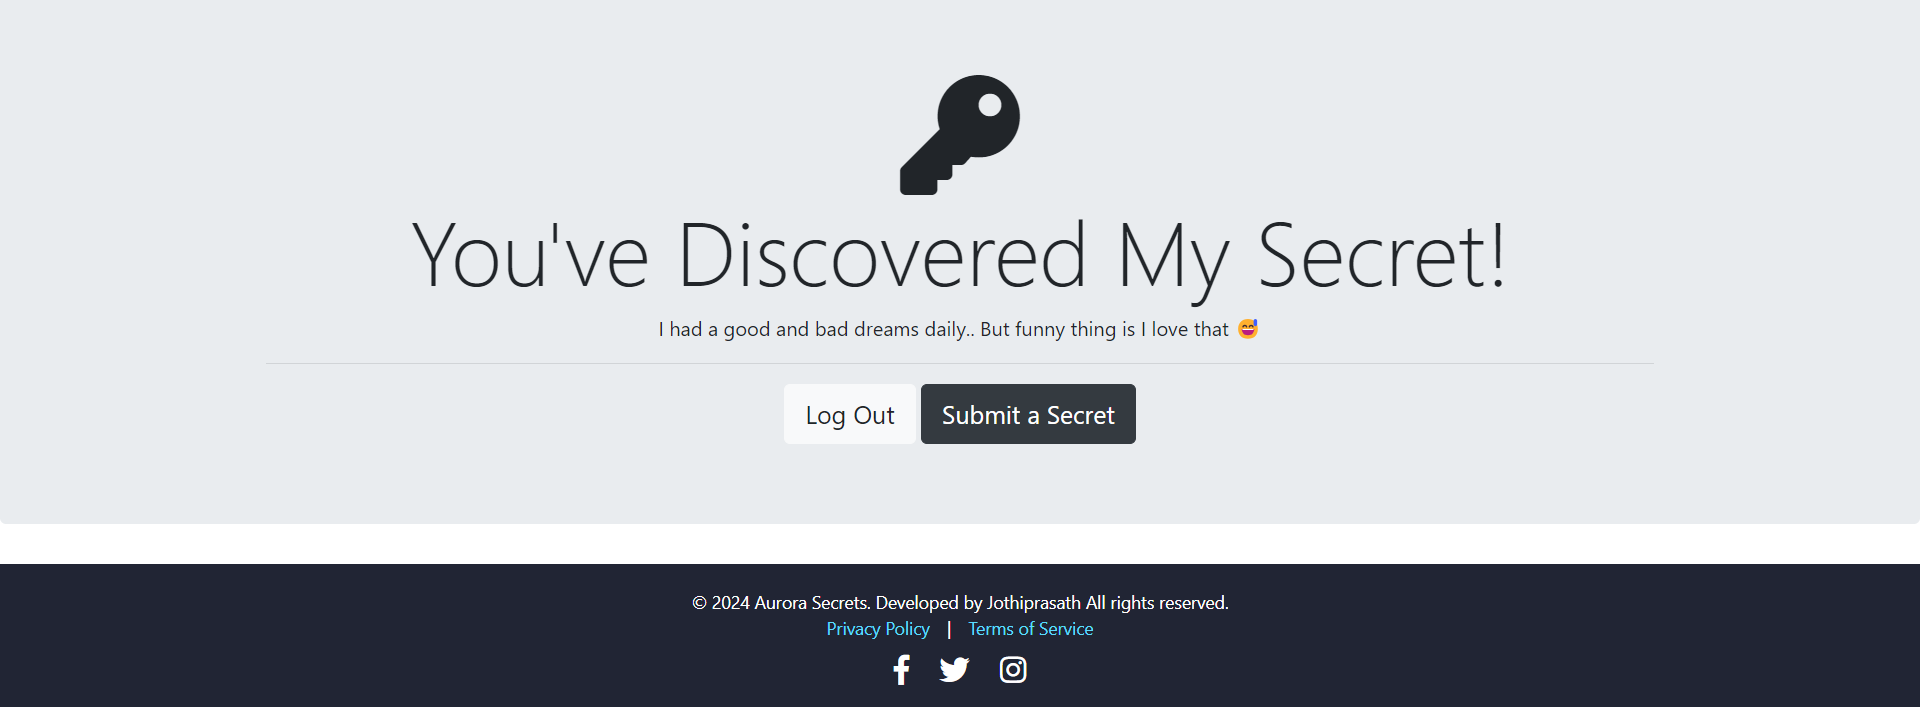 You've Discovered My Secret!
I had a good and bad dreams daily.. But funny thing is I love that 😅
Log Out
Submit a Secret
© 2024 Aurora Secrets. Developed by Jothiprasath All rights reserved.
Privacy Policy | Terms of Service